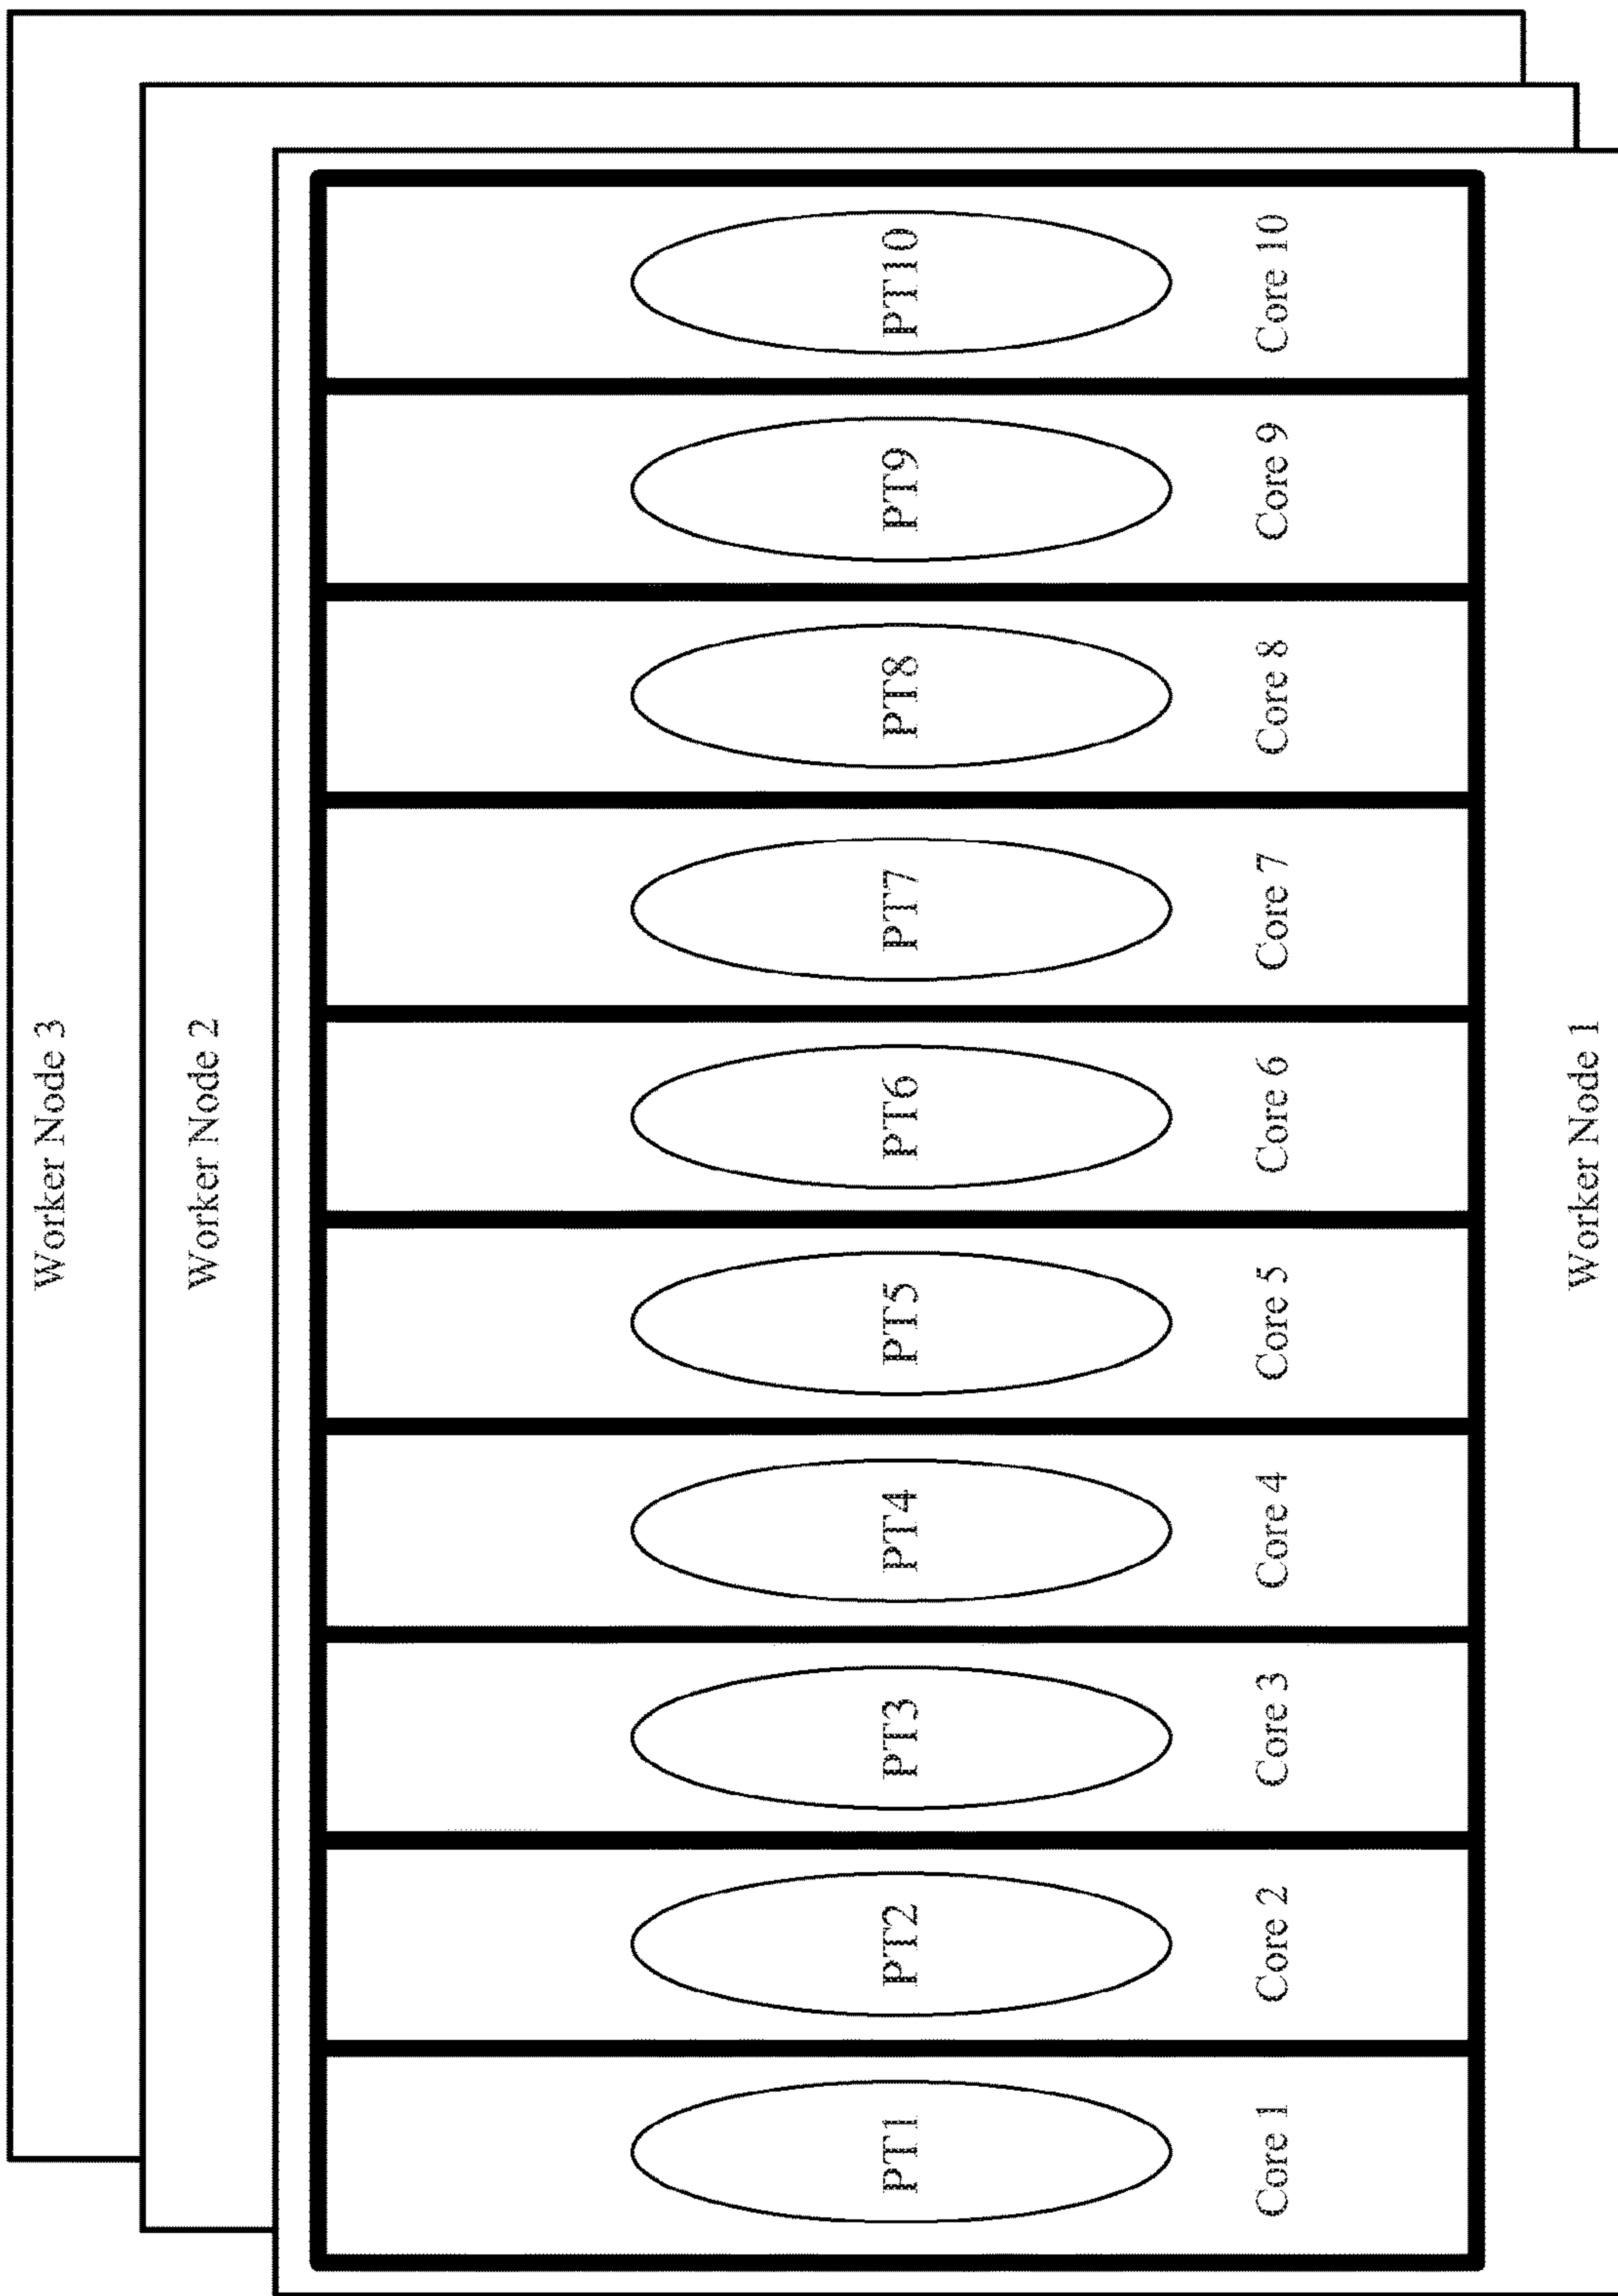 Worker Node 3
Worker Node 2
PT1 PT2 PT3 PT4 PT5 PT6 PT7 PT8 PT9 PT10
Core 1 Core 2 Core 3 Core 4 Core 5 Core 6 Core 7 Core 8 Core 9 Core 10
Worker Node 1